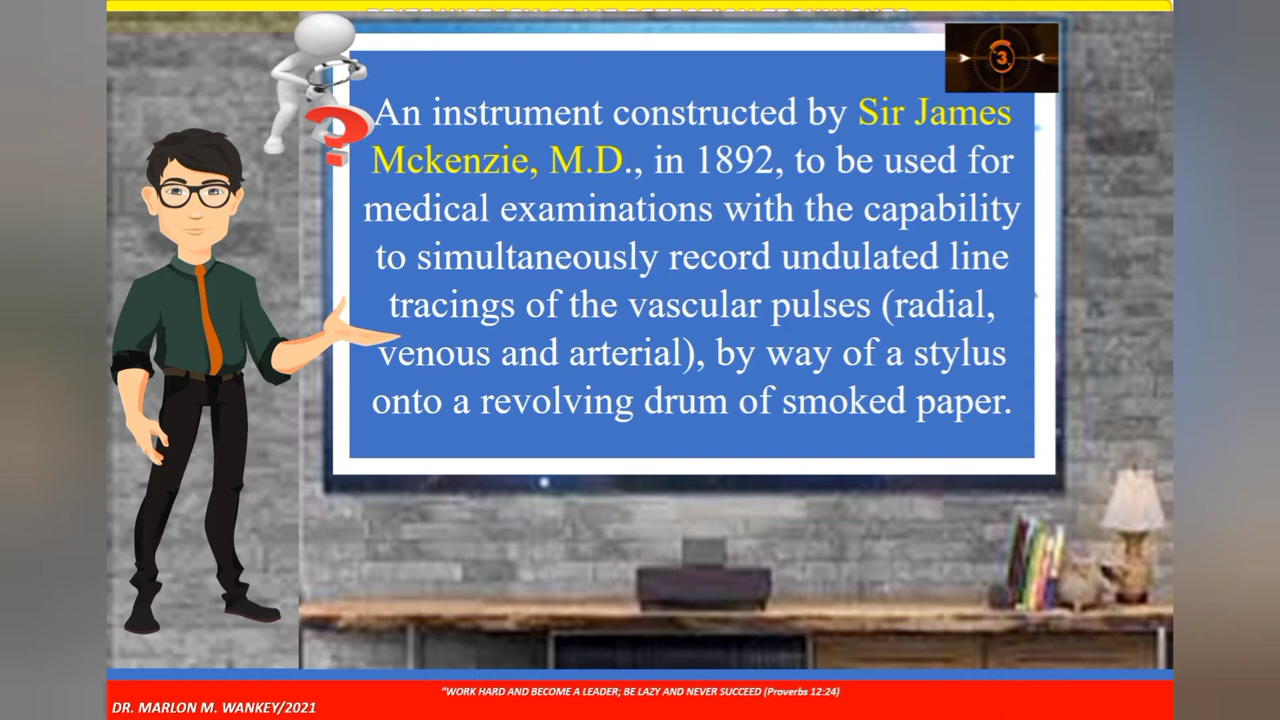 An instrument constructed by Sir James
Mckenzie, M.D., in 1892, to be used for
medical examinations with the capability
to simultaneously record undulated line
tracings of the vascular pulses (radial,
venous and arterial), by way of a stylus
onto a revolving drum of smoked paper.
3
"WORK HARD AND BECOME A LEADER; BE LAZY AND NEVER SUCCEED (Proverbs 12:24)
DR. MARLON M. WANKEY/2021